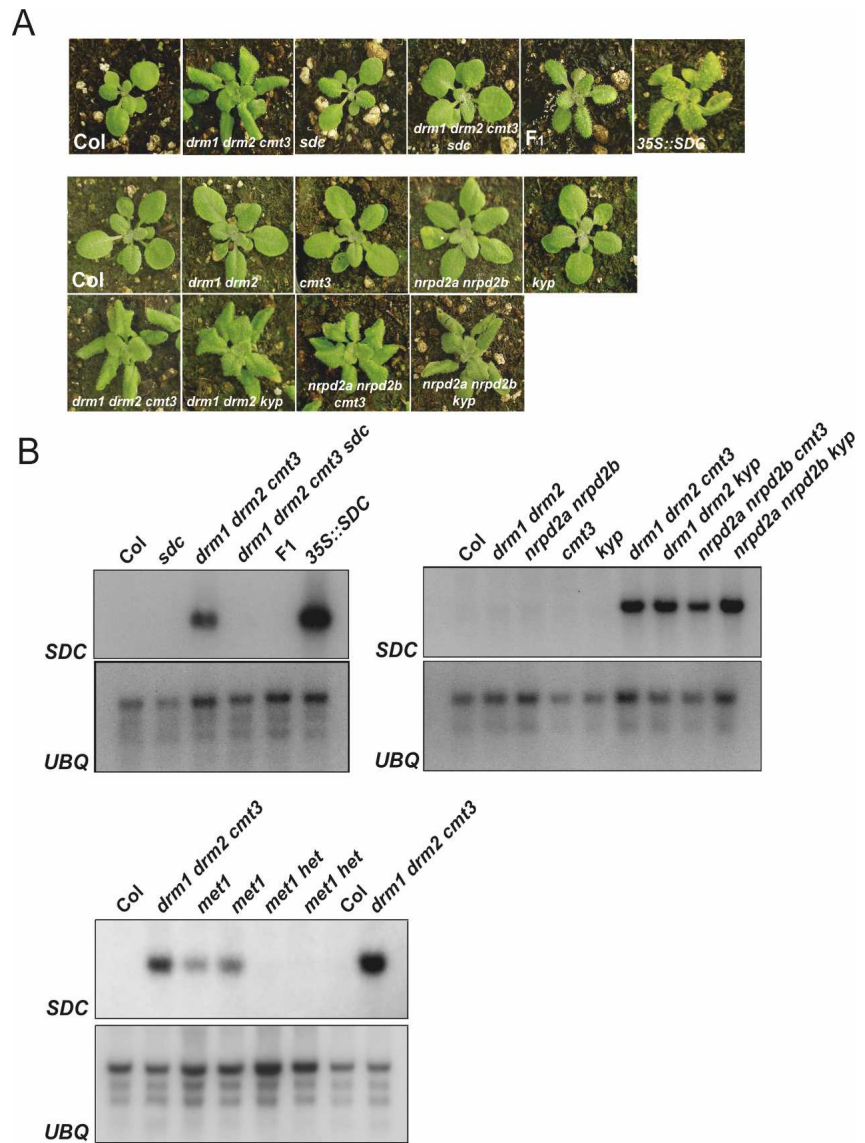 A
Col
drm1 drm2 cmt3
sdc
drm1 drm2 cmt3
sdc
F1
35S::SDC
Col
drm1 drm2
cmt3
nrpd2a nrpd2b
kyp
drm1 drm2 cmt3
drm1 drm2 kyp
nrpd2a nrpd2b
cmt3
nrpd2a nrpd2b
kyp
B
Col
sdc
drm1 drm2 cmt3
drm1 drm2 cmt3 sdc
F1
35S::SDC
SDC
UBQ
Col
drm1 drm2
nrpd2a nrpd2b
cmt3
kyp
drm1 drm2 cmt3
drm1 drm2 kyp
nrpd2a nrpd2b cmt3
nrpd2a nrpd2b kyp
SDC
UBQ
Col
drm1 drm2 cmt3
met1
met1
met1 het
met1 het
Col
drm1 drm2 cmt3
SDC
UBQ